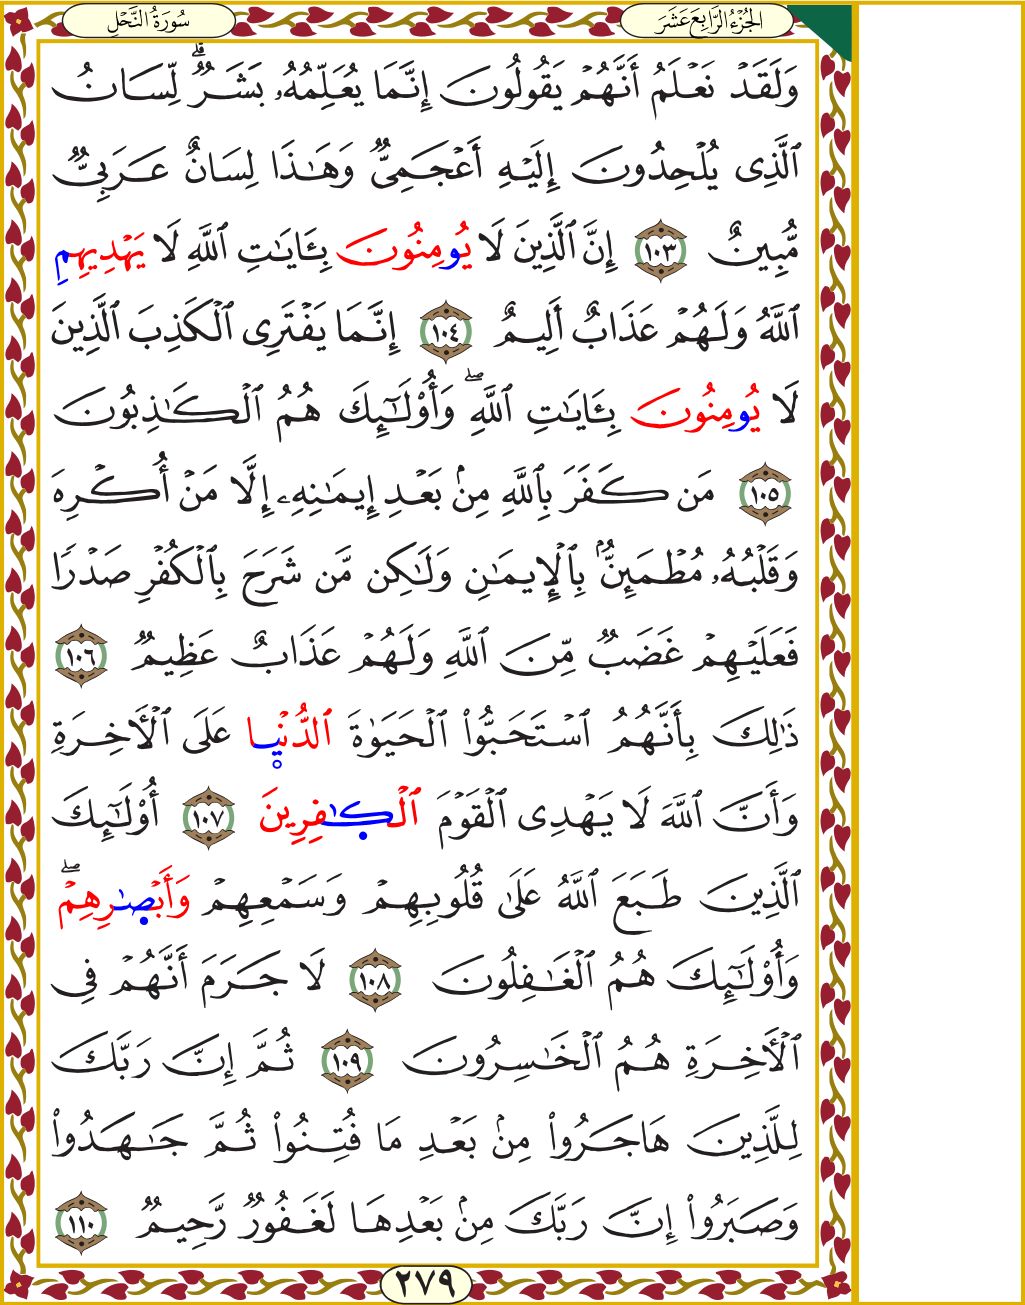 الجُزْءُ الرَّابِعَ عَشَرَ
سُورَةُ النَّحْلِ
وَلَقَدْ نَعْلَمُ أَنَّهُمْ يَقُولُونَ إِنَّمَا يُعَلِّمُهُۥ بَشَرٌ ۗ لِّسَانُ
ٱلَّذِى يُلْحِدُونَ إِلَيْهِ أَعْجَمِىٌّ وَهَٰذَا لِسَانٌ عَرَبِىٌّ
مُّبِينٌ ١٠٣ إِنَّ ٱلَّذِينَ لَا يُومِنُونَ بِـَٔايَٰتِ ٱللَّهِ لَا يَهْدِيهِمِ
ٱللَّهُ وَلَهُمْ عَذَابٌ أَلِيمٌ ١٠٤ إِنَّمَا يَفْتَرِى ٱلْكَذِبَ ٱلَّذِينَ
لَا يُومِنُونَ بِـَٔايَٰتِ ٱللَّهِ ۖ وَأُوْلَٰٓئِكَ هُمُ ٱلْكَٰذِبُونَ
١٠٥ مَن كَفَرَ بِٱللَّهِ مِنۢ بَعْدِ إِيمَٰنِهِۦٓ إِلَّا مَنْ أُكْرِهَ
وَقَلْبُهُۥ مُطْمَئِنٌّۢ بِٱلْإِيمَٰنِ وَلَٰكِن مَّن شَرَحَ بِٱلْكُفْرِ صَدْرًا
فَعَلَيْهِمْ غَضَبٌ مِّنَ ٱللَّهِ وَلَهُمْ عَذَابٌ عَظِيمٌ ١٠٦
ذَٰلِكَ بِأَنَّهُمُ ٱسْتَحَبُّوا۟ ٱلْحَيَوٰةَ ٱلدُّنْيَا عَلَى ٱلْأَخِرَةِ
وَأَنَّ ٱللَّهَ لَا يَهْدِى ٱلْقَوْمَ ٱلْكَٰفِرِينَ ١٠٧ أُوْلَٰٓئِكَ
ٱلَّذِينَ طَبَعَ ٱللَّهُ عَلَىٰ قُلُوبِهِمْ وَسَمْعِهِمْ وَأَبْصَٰرِهِمْ ۖ
وَأُوْلَٰٓئِكَ هُمُ ٱلْغَٰفِلُونَ ١٠٨ لَا جَرَمَ أَنَّهُمْ فِى
ٱلْأَخِرَةِ هُمُ ٱلْخَٰسِرُونَ ١٠٩ ثُمَّ إِنَّ رَبَّكَ
لِلَّذِينَ هَاجَرُوا۟ مِنۢ بَعْدِ مَا فُتِنُوا۟ ثُمَّ جَٰهَدُوا۟
وَصَبَرُوٓا۟ إِنَّ رَبَّكَ مِنۢ بَعْدِهَا لَغَفُورٌ رَّحِيمٌ ١١٠
٢٧٩